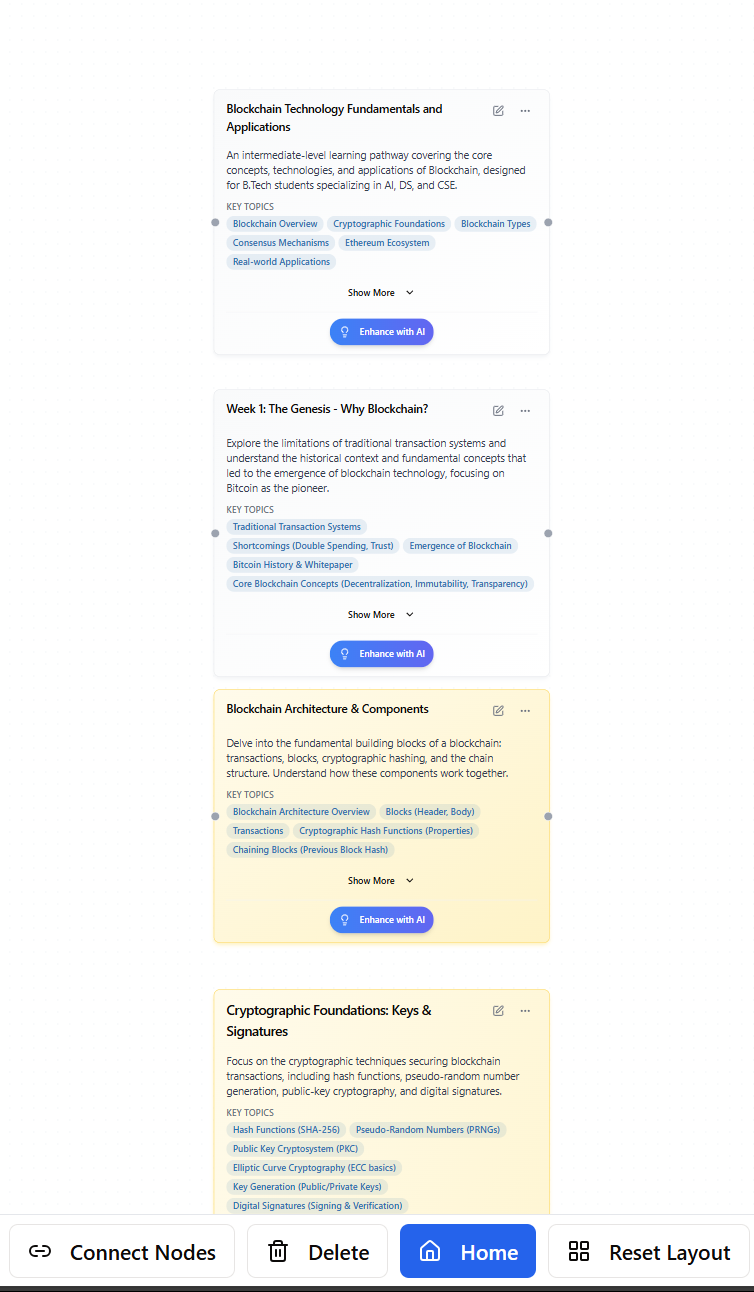 Blockchain Technology Fundamentals and
Applications
An intermediate-level learning pathway covering the core
concepts, technologies, and applications of Blockchain, designed
for B.Tech students specializing in AI, DS, and CSE.
KEY TOPICS
Blockchain Overview Cryptographic Foundations Blockchain Types
Consensus Mechanisms Ethereum Ecosystem
Real-world Applications
Show More
Enhance with AI
Week 1: The Genesis - Why Blockchain?
Explore the limitations of traditional transaction systems and
understand the historical context and fundamental concepts that
led to the emergence of blockchain technology, focusing on
Bitcoin as the pioneer.
KEY TOPICS
Traditional Transaction Systems
Shortcomings (Double Spending, Trust) Emergence of Blockchain
Bitcoin History & Whitepaper
Core Blockchain Concepts (Decentralization, Immutability, Transparency)
Show More
Enhance with AI
Blockchain Architecture & Components
Delve into the fundamental building blocks of a blockchain:
transactions, blocks, cryptographic hashing, and the chain
structure. Understand how these components work together.
KEY TOPICS
Blockchain Architecture Overview Blocks (Header, Body)
Transactions Cryptographic Hash Functions (Properties)
Chaining Blocks (Previous Block Hash)
Show More
Enhance with AI
Cryptographic Foundations: Keys &
Signatures
Focus on the cryptographic techniques securing blockchain
transactions, including hash functions, pseudo-random number
generation, public-key cryptography, and digital signatures.
KEY TOPICS
Hash Functions (SHA-256) Pseudo-Random Numbers (PRNGs)
Public Key Cryptosystem (PKC)
Elliptic Curve Cryptography (ECC basics)
Key Generation (Public/Private Keys)
Digital Signatures (Signing & Verification)
Connect Nodes Delete Home Reset Layout